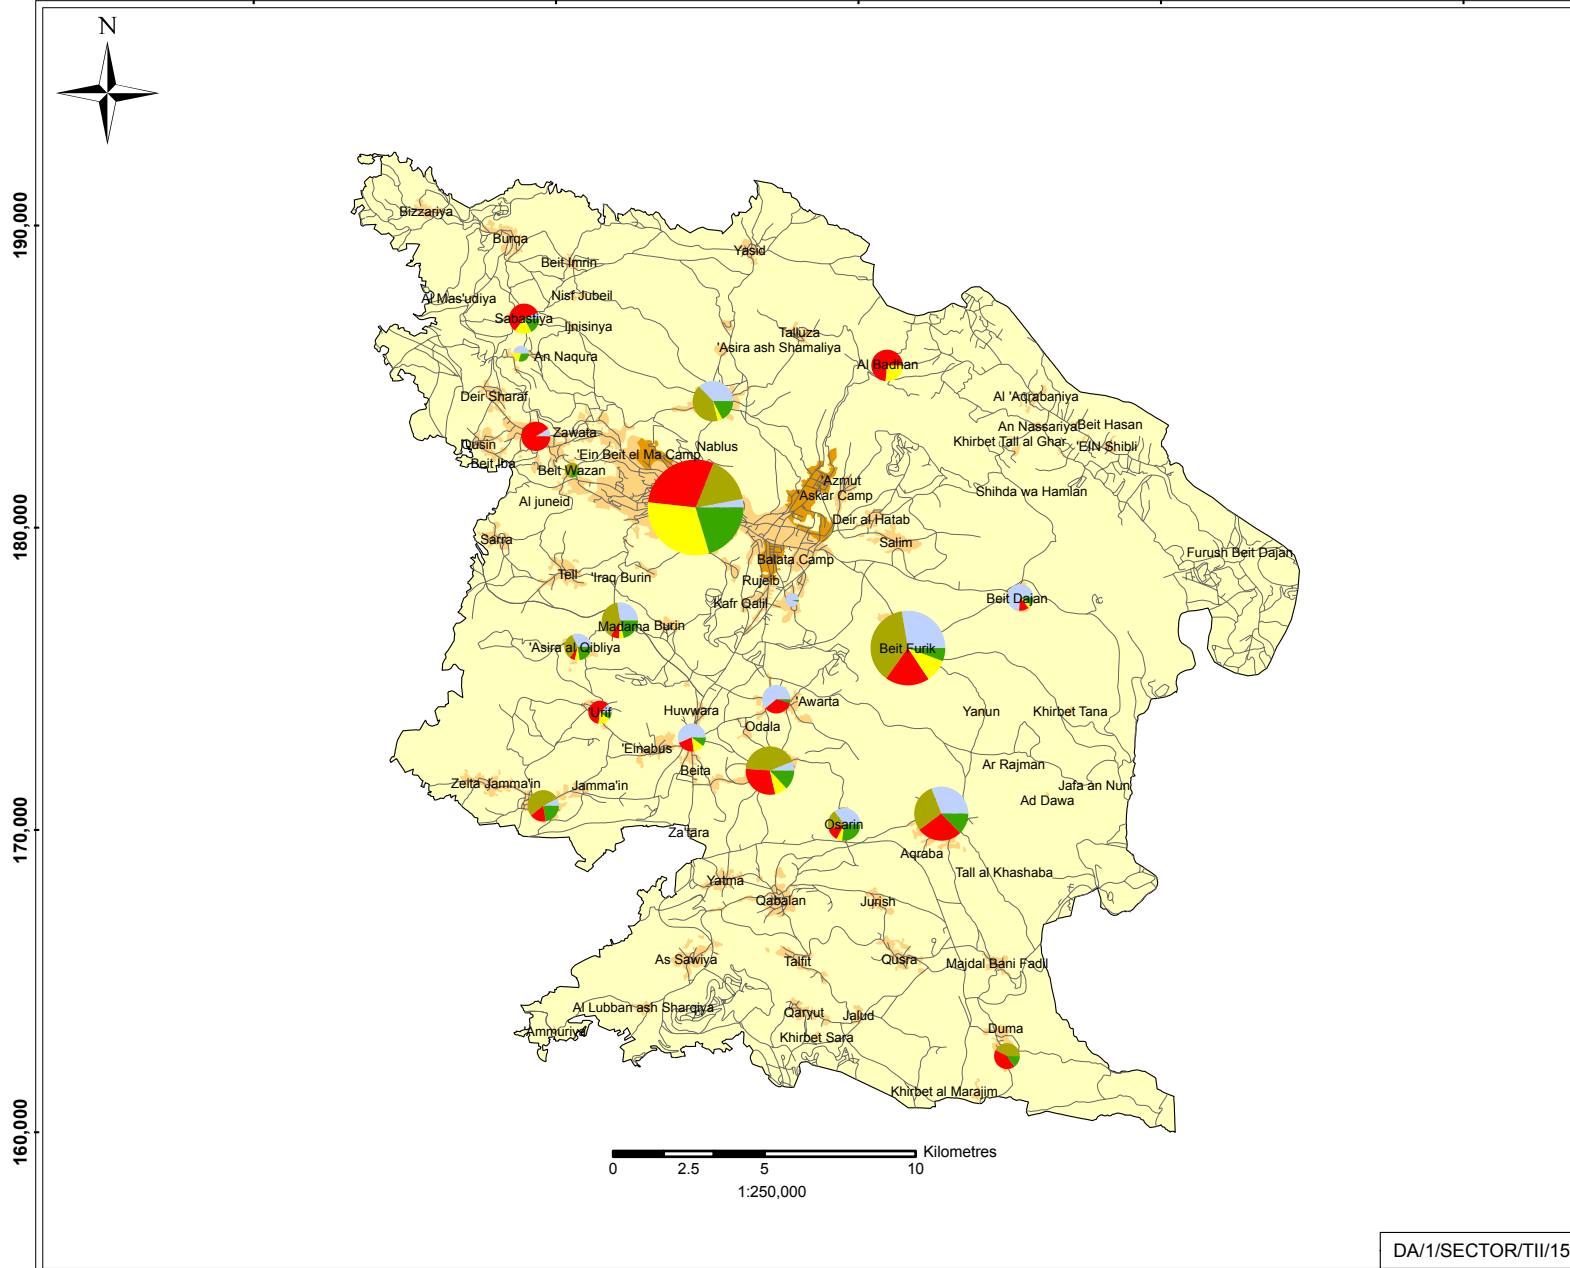 N
190,000
180,000
170,000
160,000
Bizzariya
Burqa
Yasid
Beit Imrin
Al Mas'udiya
Nisf Jubeil
Sabastiya
Ijnisinya
Talluza
'Asira ash Shamaliya
An Naqura
Al Badhan
Deir Sharaf
Al 'Aqrabaniya
An Nassariya
Beit Hasan
Zawata
Qusin
Nablus
Khirbet Tall al Ghar
'EIN Shibli
'Ein Beit el Ma Camp
Beit Iba
Beit Wazan
'Azmut
'Askar Camp
Shihda wa Hamlan
Al juneid
Deir al Hatab
Sarra
Salim
Furush Beit Dajan
Balata Camp
Tell
'Iraq Burin
Rujeib
Kafr Qalil
Beit Dajan
Madama
Burin
'Asira al Qibliya
Beit Furik
'Awarta
'Urif
Huwwara
Yanun
Khirbet Tana
Odala
'Einabus
Beita
Ar Rajman
Zeita Jamma'in
Jamma'in
Jafa an Nun
Ad Dawa
Osarin
Za'tara
Aqraba
Tall al Khashaba
Yatma
Qabalan
Jurish
As Sawiya
Talfit
Qusra
Majdal Bani Fadil
Al Lubban ash Sharqiya
Qaryut
Jalud
'Ammuriya
Khirbet Sara
Duma
Khirbet al Marajim
Kilometres
0 2.5 5 10
1:250,000
DA/1/SECTOR/TII/15